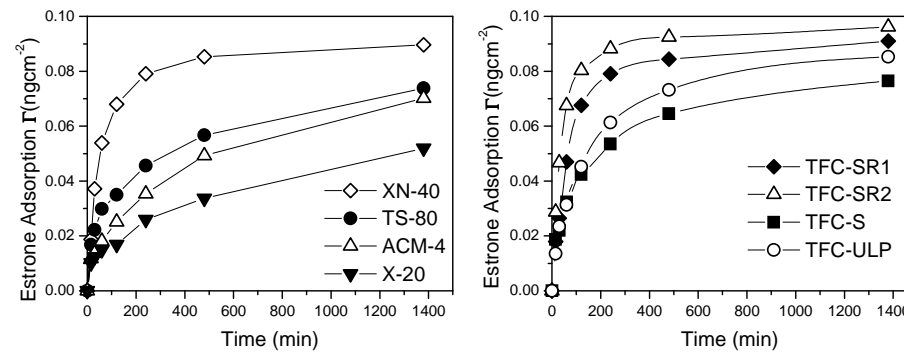 Estrone Adsorption Γ(ngcm⁻²)
0.10
0.08
0.06
0.04
0.02
0.00
XN-40
TS-80
ACM-4
X-20
0 200 400 600 800 1000 1200 1400
Time (min)
Estrone Adsorption Γ(ngcm⁻²)
0.10
0.08
0.06
0.04
0.02
0.00
TFC-SR1
TFC-SR2
TFC-S
TFC-ULP
0 200 400 600 800 1000 1200 1400
Time (min)